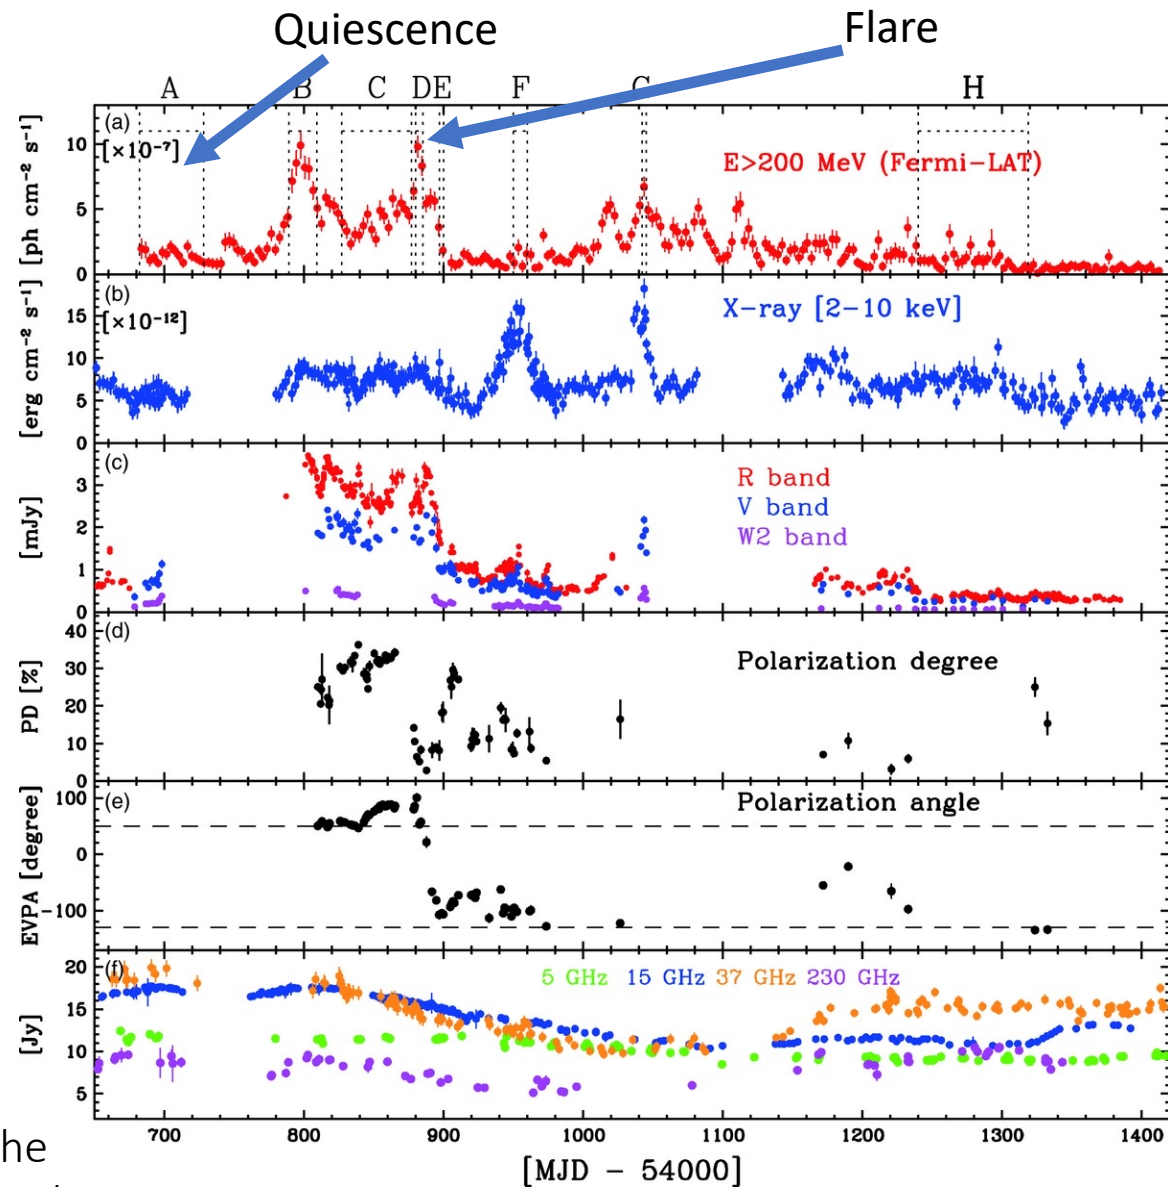 Quiescence
Flare
A B C D E F G H
(a)
[×10⁻⁷]
E>200 MeV (Fermi-LAT)
10
5
0
[ph cm⁻² s⁻¹]
(b)
[×10⁻¹²]
X-ray [2-10 keV]
15
10
5
0
[erg cm⁻² s⁻¹]
(c)
R band
V band
W2 band
3
2
1
0
[mJy]
(d)
Polarization degree
40
30
20
10
0
PD [%]
(e)
Polarization angle
100
0
-100
EVPA [degree]
(f)
5 GHz 15 GHz 37 GHz 230 GHz
20
15
10
5
[Jy]
700 800 900 1000 1100 1200 1300 1400
[MJD - 54000]
he